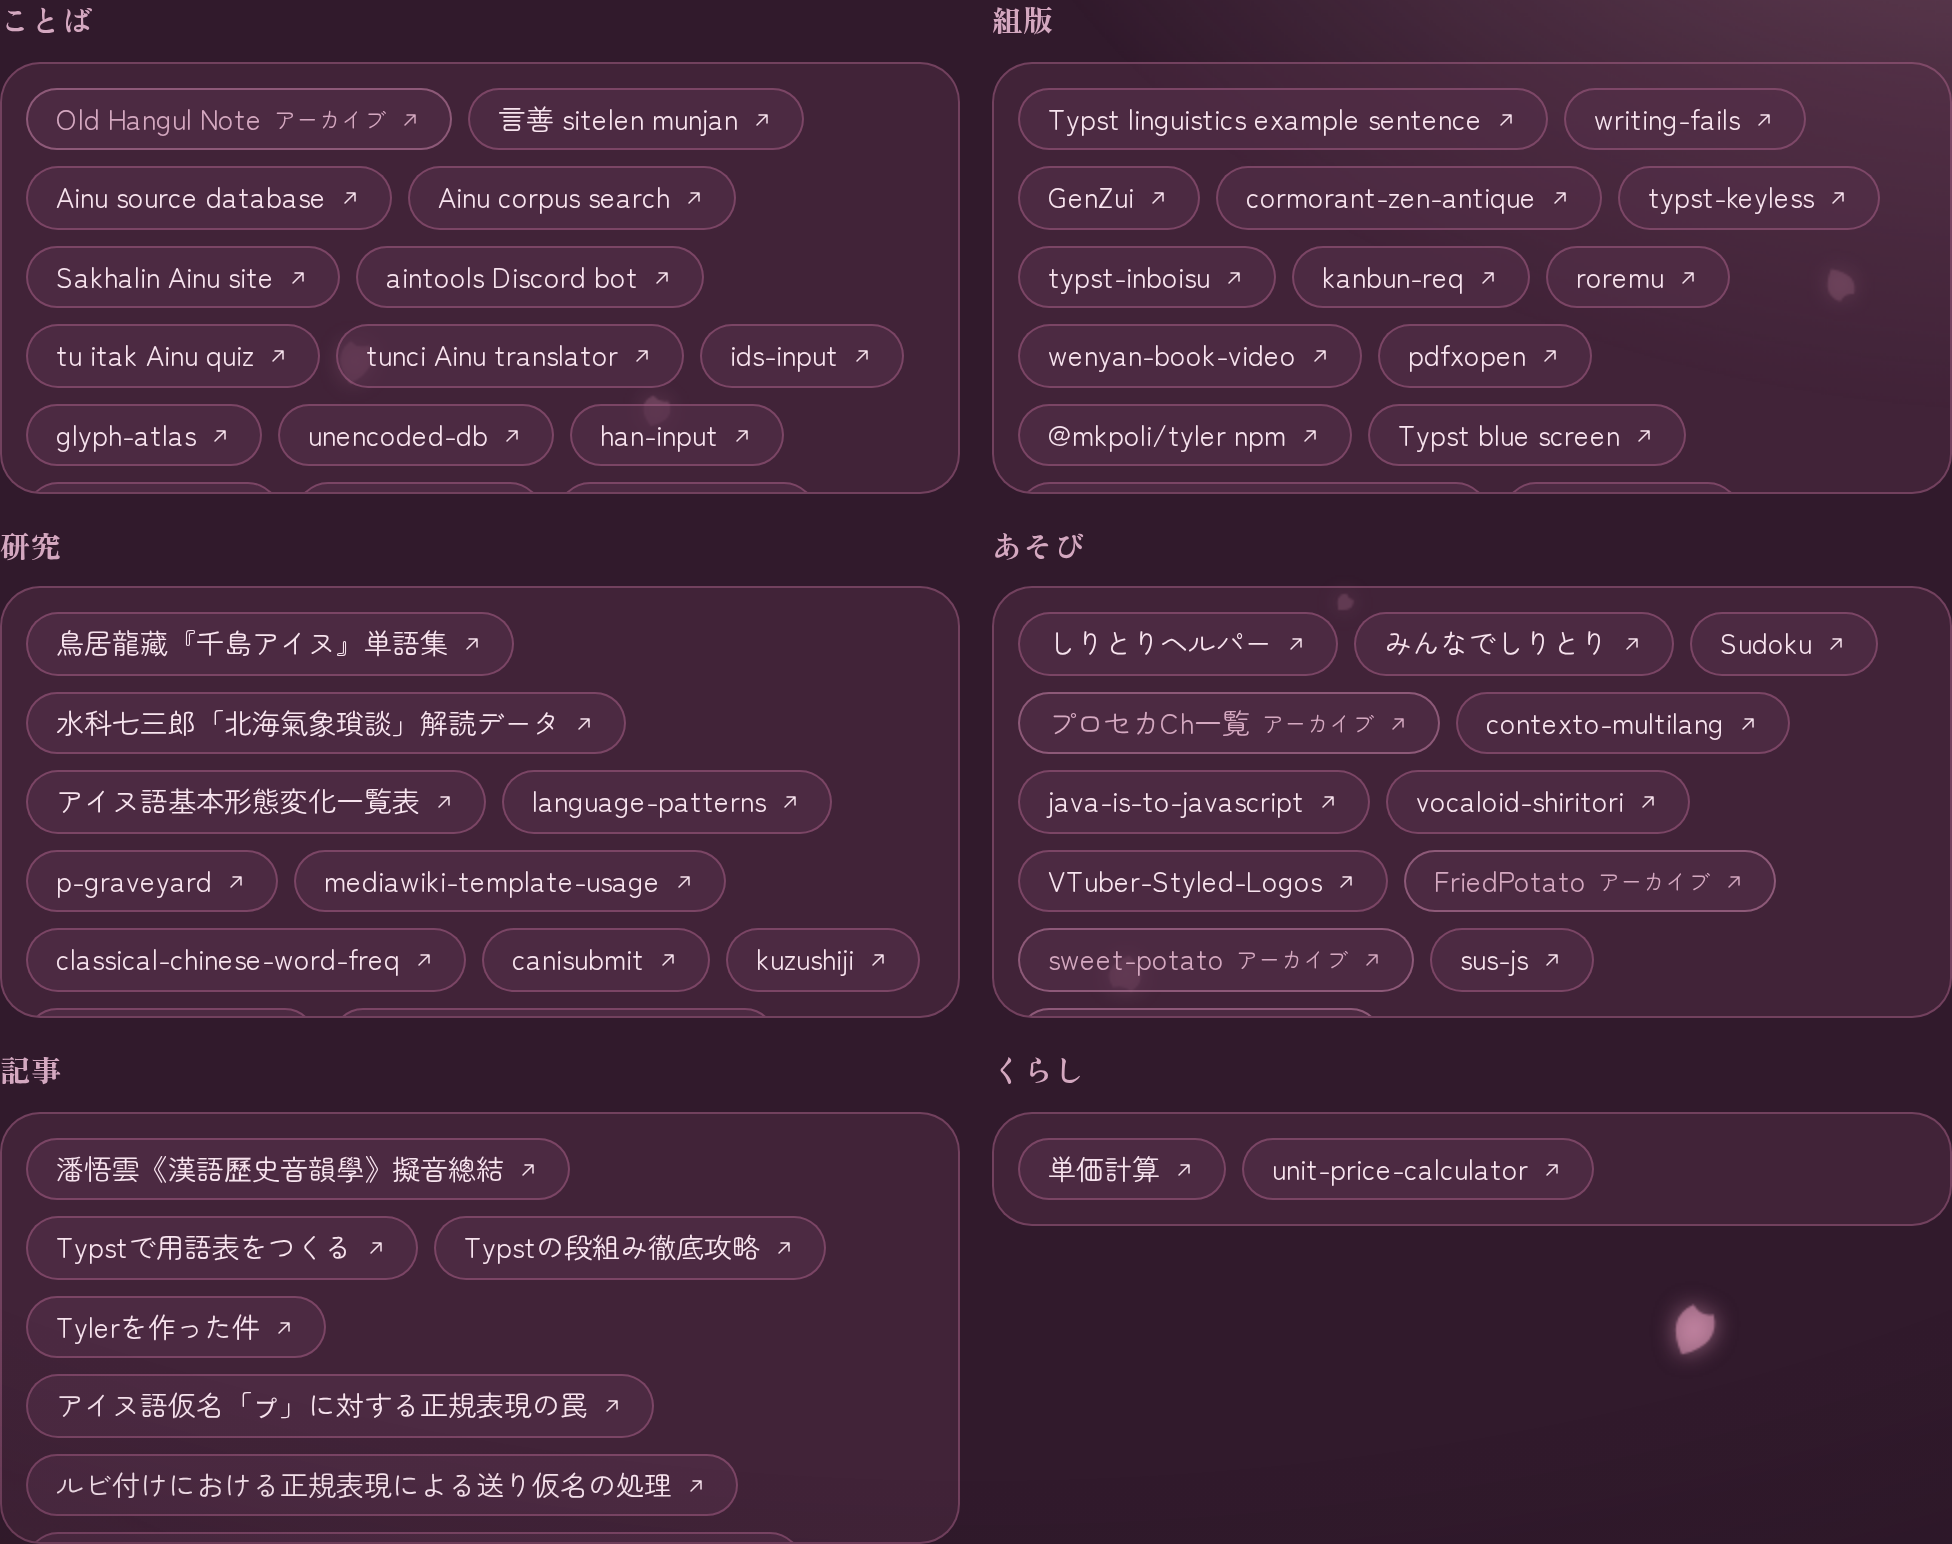 ことば
Old Hangul Note アーカイブ ↗ 言善 sitelen munjan ↗
Ainu source database ↗ Ainu corpus search ↗
Sakhalin Ainu site ↗ aintools Discord bot ↗
tu itak Ainu quiz ↗ tunci Ainu translator ↗ ids-input ↗
glyph-atlas ↗ unencoded-db ↗ han-input ↗
組版
Typst linguistics example sentence ↗ writing-fails ↗
GenZui ↗ cormorant-zen-antique ↗ typst-keyless ↗
typst-inboisu ↗ kanbun-req ↗ roremu ↗
wenyan-book-video ↗ pdfxopen ↗
@mkpoli/tyler npm ↗ Typst blue screen ↗
研究
鳥居龍藏『千島アイヌ』単語集 ↗
水科七三郎「北海氣象瑣談」解読データ ↗
アイヌ語基本形態変化一覧表 ↗ language-patterns ↗
p-graveyard ↗ mediawiki-template-usage ↗
classical-chinese-word-freq ↗ canisubmit ↗ kuzushiji ↗
あそび
しりとりヘルパー ↗ みんなでしりとり ↗ Sudoku ↗
プロセカCh一覧 アーカイブ ↗ contexto-multilang ↗
java-is-to-javascript ↗ vocaloid-shiritori ↗
VTuber-Styled-Logos ↗ FriedPotato アーカイブ ↗
sweet-potato アーカイブ ↗ sus-js ↗
記事
潘悟雲《漢語歷史音韻學》擬音總結 ↗
Typstで用語表をつくる ↗ Typstの段組み徹底攻略 ↗
Tylerを作った件 ↗
アイヌ語仮名「ㇷ゚」に対する正規表現の罠 ↗
ルビ付けにおける正規表現による送り仮名の処理 ↗
くらし
単価計算 ↗ unit-price-calculator ↗